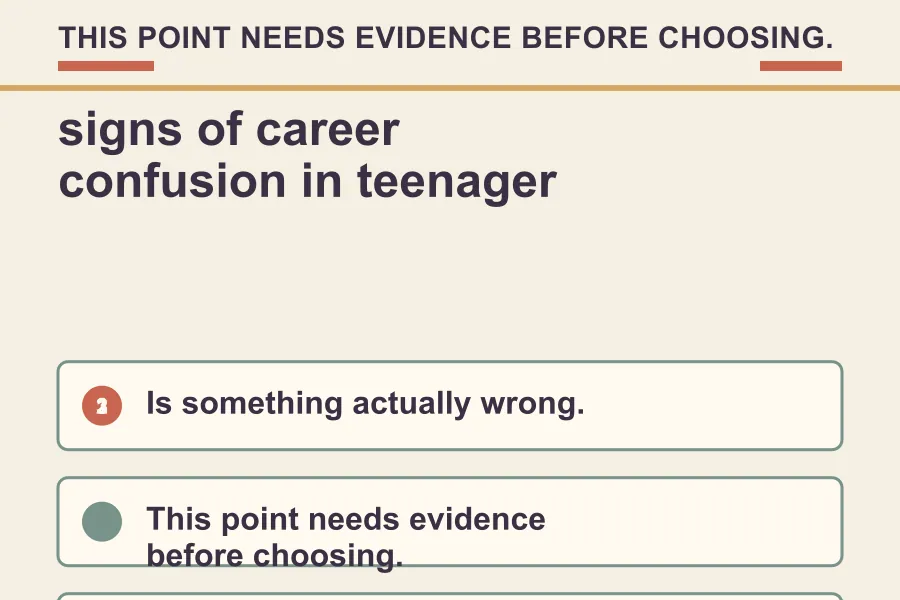 THIS POINT NEEDS EVIDENCE BEFORE CHOOSING.
signs of career
confusion in teenager
Is something actually wrong.
This point needs evidence
before choosing.